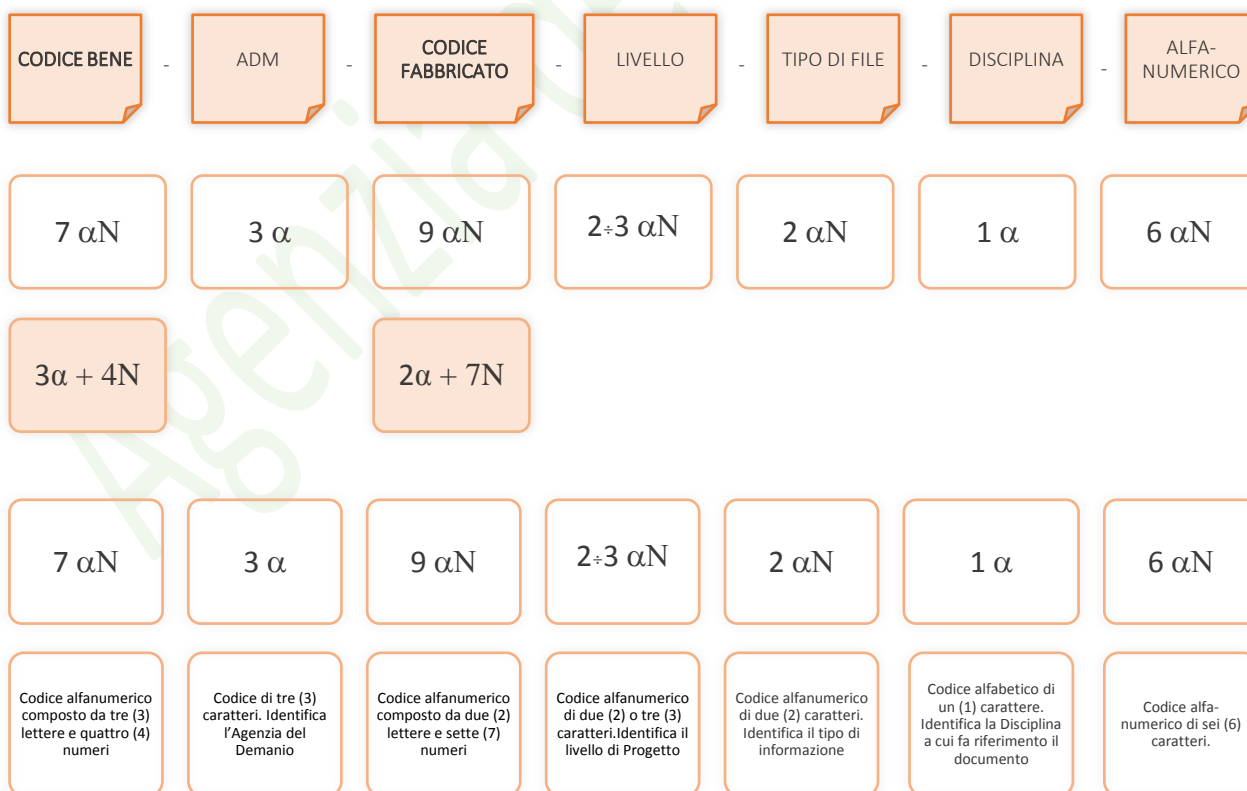 CODICE BENE - ADM - CODICE FABBRICATO - LIVELLO - TIPO DI FILE - DISCIPLINA - ALFA-NUMERICO
7 αN
3 α
9 αN
2÷3 αN
2 αN
1 α
6 αN
3α + 4N
2α + 7N
7 αN
3 α
9 αN
2÷3 αN
2 αN
1 α
6 αN
Codice alfanumerico
composto da tre (3)
lettere e quattro (4)
numeri
Codice di tre (3)
caratteri. Identifica
l'Agenzia del
Demanio
Codice alfanumerico
composto da due (2)
lettere e sette (7)
numeri
Codice alfanumerico
di due (2) o tre (3)
caratteri.Identifica il
livello di Progetto
Codice alfanumerico
di due (2) caratteri.
Identifica il tipo di
informazione
Codice alfabetico di
un (1) carattere.
Identifica la Disciplina
a cui fa riferimento il
documento
Codice alfa-
numerico di sei (6)
caratteri.
Agenzia